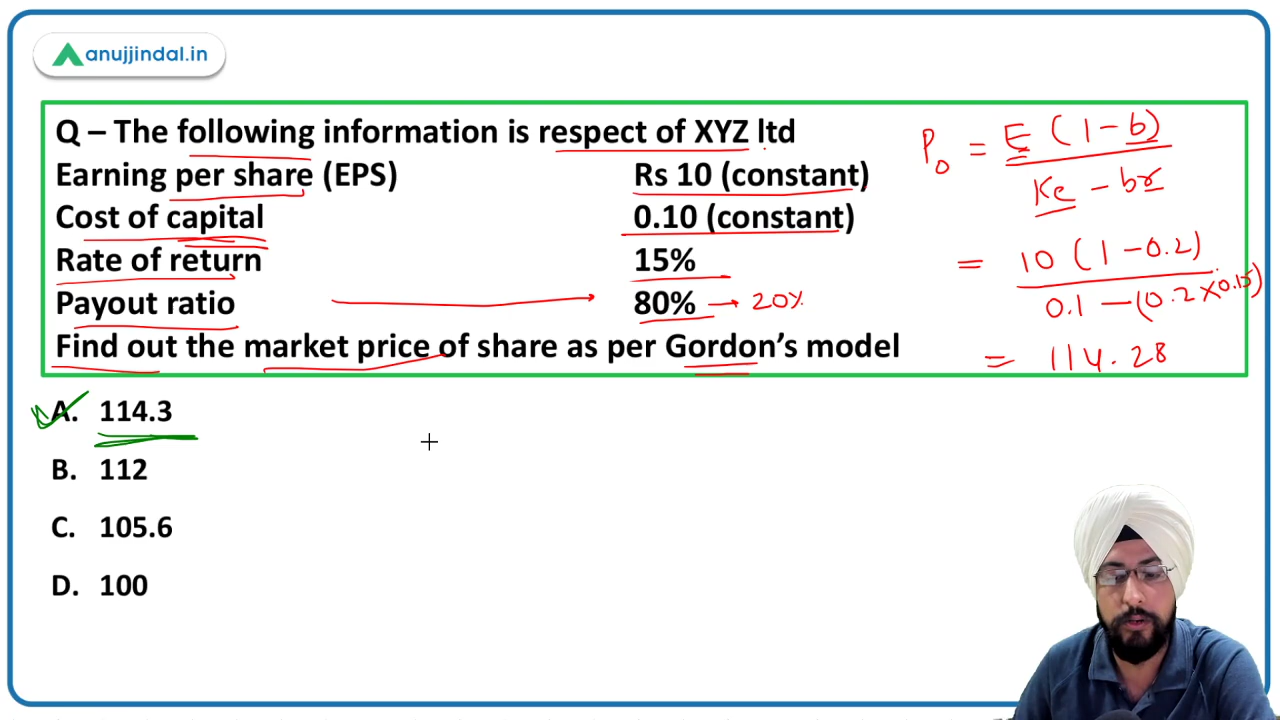 anujjindal.in
Q – The following information is respect of XYZ ltd
Earning per share (EPS) Rs 10 (constant)
Cost of capital 0.10 (constant)
Rate of return 15%
Payout ratio 80% → 20%
Find out the market price of share as per Gordon's model
P₀ = E (1 - b) / Ke - br
= 10 (1 - 0.2) / 0.1 - (0.2 × 0.15)
= 114.28
A. 114.3
B. 112
C. 105.6
D. 100